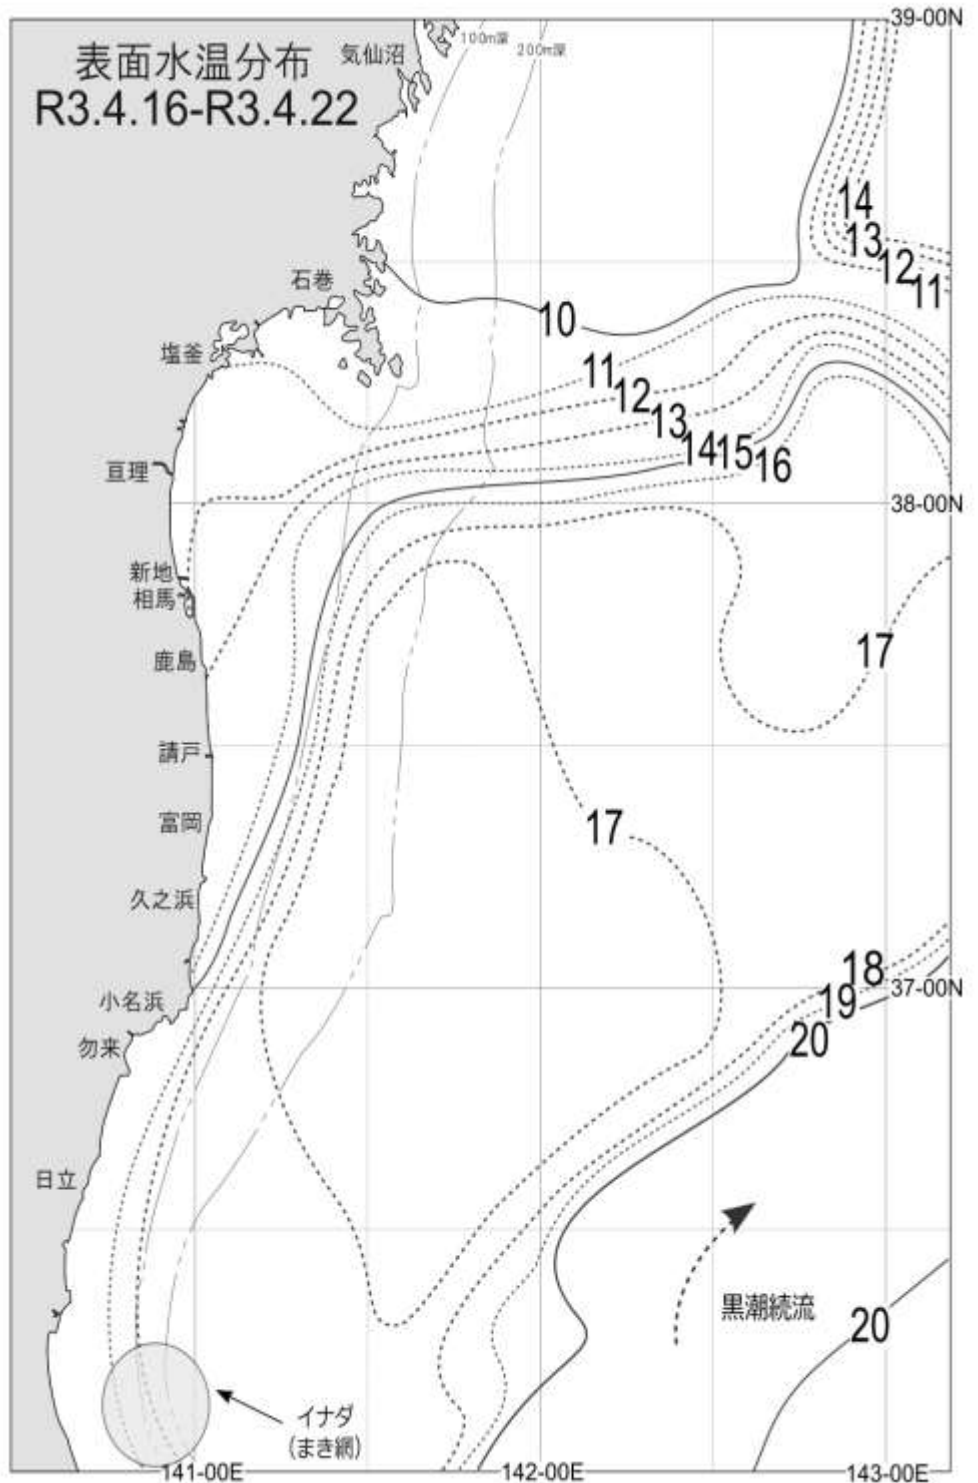 39-00N
100m深
200m深
気仙沼
表面水温分布
R3.4.16-R3.4.22
14
13
12
11
石巻
10
塩釜
11
12
13
14
15
16
亘理
38-00N
新地
相馬
鹿島
17
請戸
富岡
17
久之浜
18
37-00N
19
小名浜
20
勿来
日立
黒潮続流
20
イナダ
(まき網)
141-00E
142-00E
143-00E